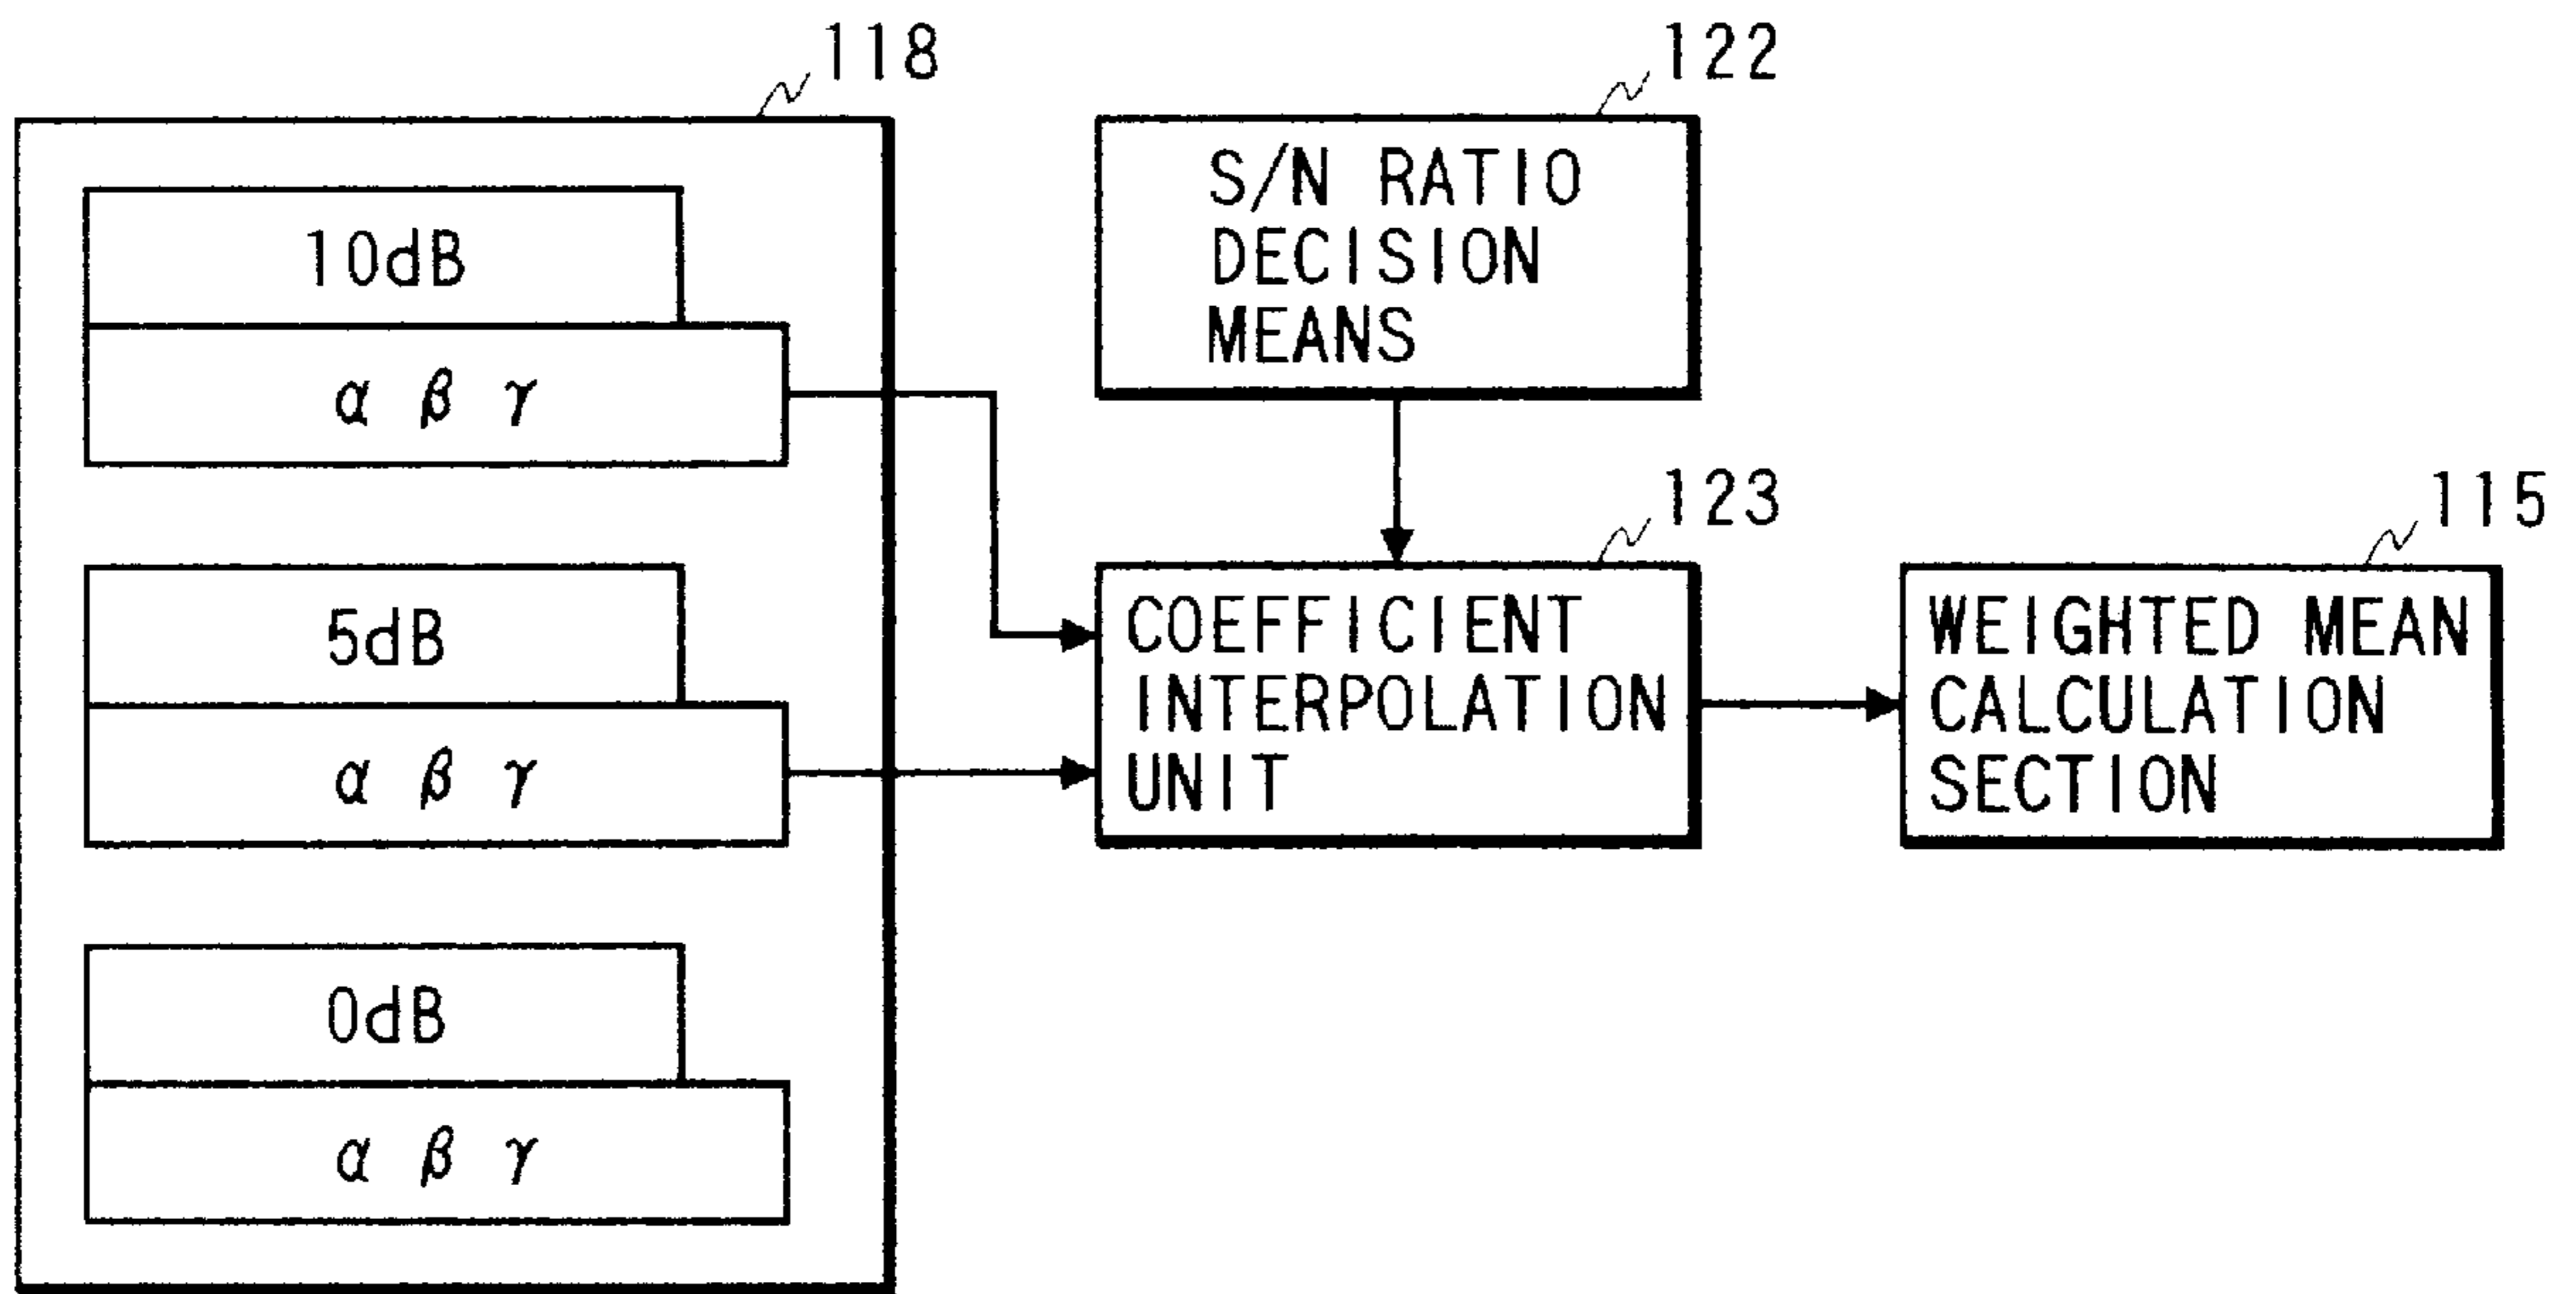 118
10dB
α β γ
5dB
α β γ
0dB
α β γ
122
S/N RATIO
DECISION
MEANS
123
COEFFICIENT
INTERPOLATION
UNIT
115
WEIGHTED MEAN
CALCULATION
SECTION